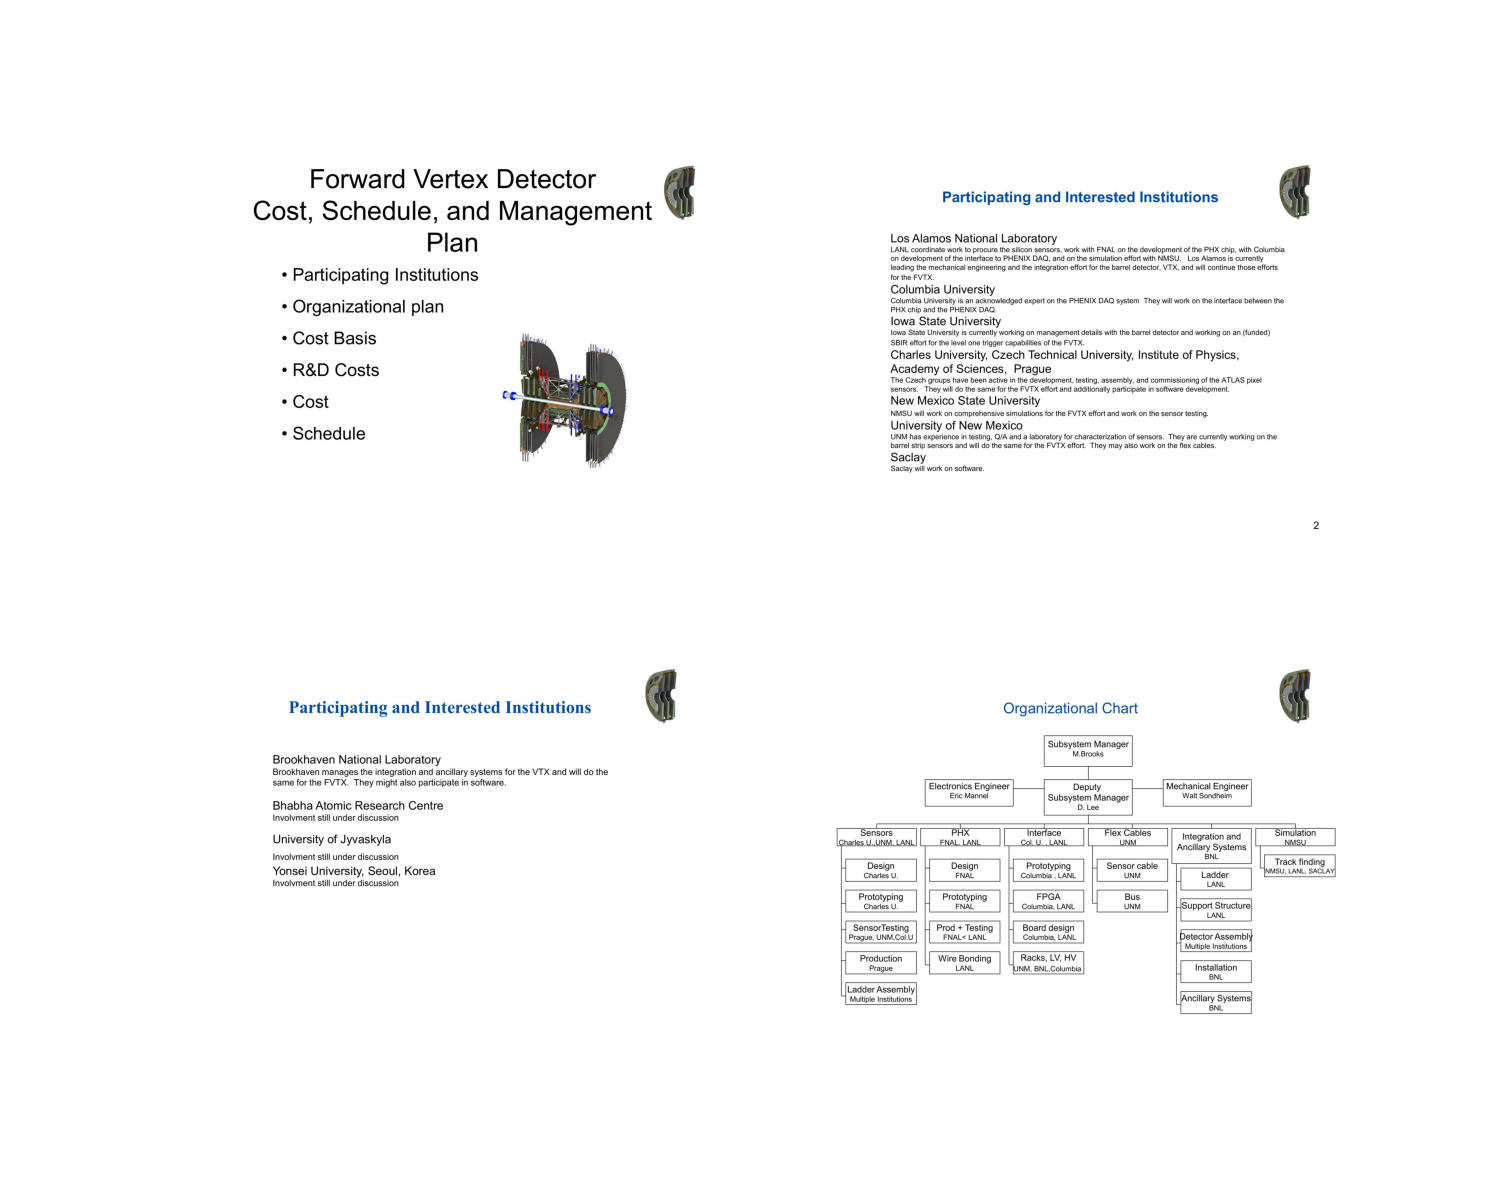 Forward Vertex Detector
Cost, Schedule, and Management
Plan
• Participating Institutions
• Organizational plan
• Cost Basis
• R&D Costs
• Cost
• Schedule
Participating and Interested Institutions
Los Alamos National Laboratory
LANL coordinate work to procure the silicon sensors, work with FNAL on the development of the PHX chip, with Columbia
on development of the interface to PHENIX DAQ, and on the simulation effort with NMSU. Los Alamos is currently
leading the mechanical engineering and the integration effort for the barrel detector, VTX, and will continue those efforts
for the FVTX.
Columbia University
Columbia University is an acknowledged expert on the PHENIX DAQ system They will work on the interface between the
PHX chip and the PHENIX DAQ.
Iowa State University
Iowa State University is currently working on management details with the barrel detector and working on an (funded)
SBIR effort for the level one trigger capabilities of the FVTX.
Charles University, Czech Technical University, Institute of Physics,
Academy of Sciences, Prague
The Czech groups have been active in the development, testing, assembly, and commissioning of the ATLAS pixel
sensors. They will do the same for the FVTX effort and additionally participate in software development.
New Mexico State University
NMSU will work on comprehensive simulations for the FVTX effort and work on the sensor testing.
University of New Mexico
UNM has experience in testing, Q/A and a laboratory for characterization of sensors. They are currently working on the
barrel strip sensors and will do the same for the FVTX effort. They may also work on the flex cables.
Saclay
Saclay will work on software.
2
Participating and Interested Institutions
Brookhaven National Laboratory
Brookhaven manages the integration and ancillary systems for the VTX and will do the
same for the FVTX. They might also participate in software.
Bhabha Atomic Research Centre
Involvment still under discussion
University of Jyvaskyla
Involvment still under discussion
Yonsei University, Seoul, Korea
Involvment still under discussion
Organizational Chart
Subsystem Manager
M.Brooks
Electronics Engineer
Eric Mannel
Deputy
Subsystem Manager
D. Lee
Mechanical Engineer
Walt Sondheim
Sensors
Charles U.,UNM, LANL
Design
Charles U.
Prototyping
Charles U.
SensorTesting
Prague, UNM,Col.U
Production
Prague
Ladder Assembly
Multiple Institutions
PHX
FNAL. LANL
Design
FNAL
Prototyping
FNAL
Prod + Testing
FNAL< LANL
Wire Bonding
LANL
Interface
Col. U. , LANL
Prototyping
Columbia , LANL
FPGA
Columbia, LANL
Board design
Columbia, LANL
Racks, LV, HV
UNM, BNL,Columbia
Flex Cables
UNM
Sensor cable
UNM
Bus
UNM
Integration and
Ancillary Systems
BNL
Ladder
LANL
Support Structure
LANL
Detector Assembly
Multiple Institutions
Installation
BNL
Ancillary Systems
BNL
Simulation
NMSU
Track finding
NMSU, LANL, SACLAY